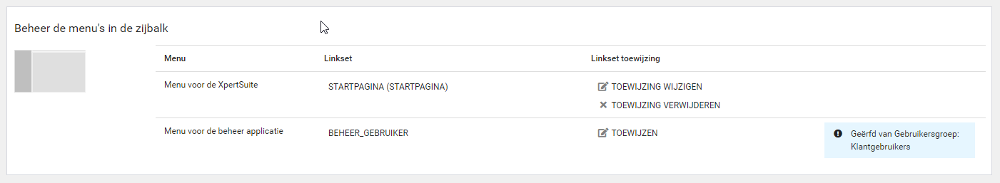 Beheer de menu's in de zijbalk
Menu Linkset Linkset toewijzing
Menu voor de XpertSuite STARTPAGINA (STARTPAGINA) TOEWIJZING WIJZIGEN
TOEWIJZING VERWIJDEREN
Menu voor de beheer applicatie BEHEER_GEBRUIKER TOEWIJZEN Geërfd van Gebruikersgroep:
Klantgebruikers